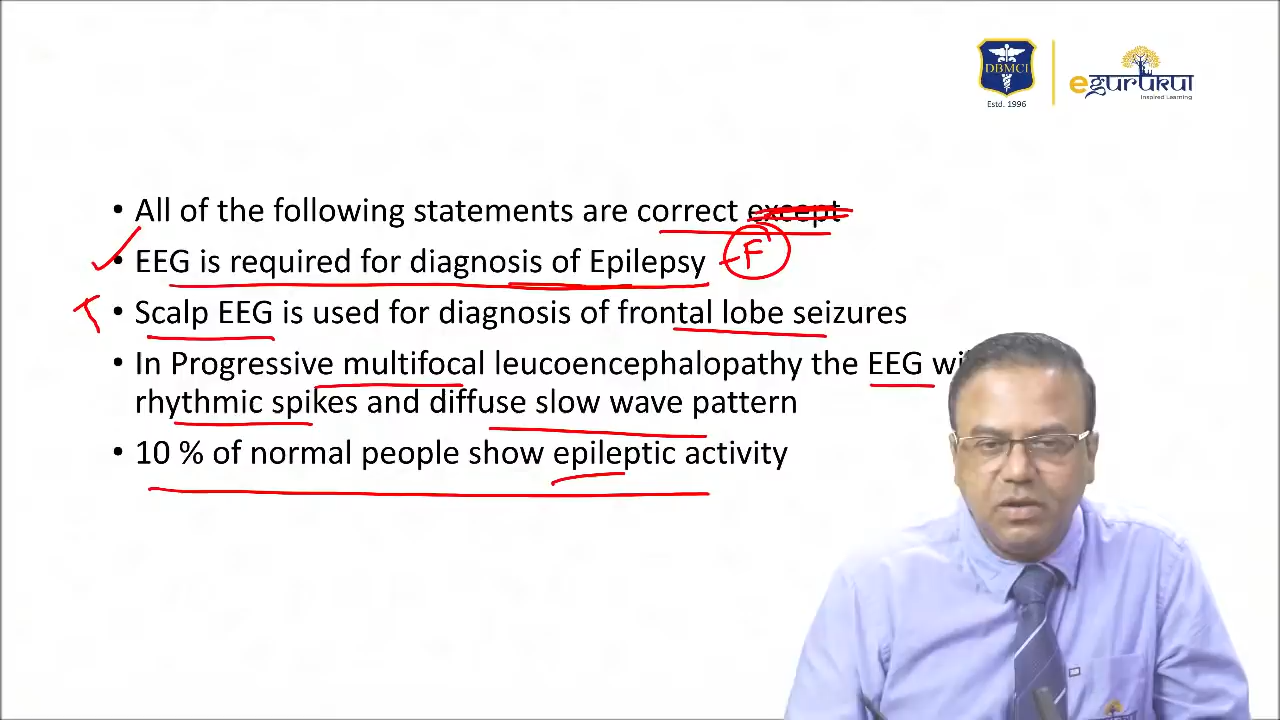 DBMCI
Estd. 1996
egurukul
Inspired Learning
• All of the following statements are correct except
• EEG is required for diagnosis of Epilepsy - F
T • Scalp EEG is used for diagnosis of frontal lobe seizures
• In Progressive multifocal leucoencephalopathy the EEG
rhythmic spikes and diffuse slow wave pattern
• 10 % of normal people show epileptic activity